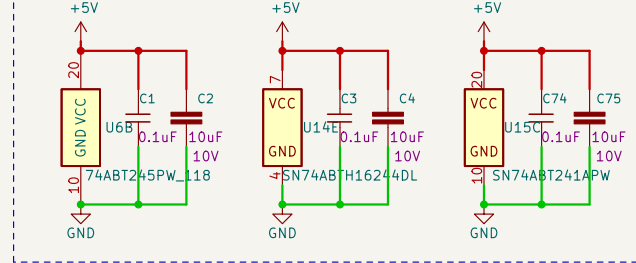 +5V +5V +5V
20 7 20
C1 C2 C3 C4 C74 C75
VCC VCC VCC
U6B U14E U15C
0.1uF 10uF 0.1uF 10uF 0.1uF 10uF
GND GND GND
10V 10V 10V
10 4 10
74ABT245PW_118 SN74ABTH16244DL SN74ABT241APW
GND GND GND